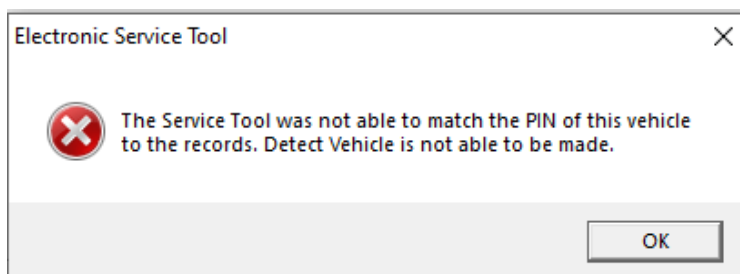 Electronic Service Tool
The Service Tool was not able to match the PIN of this vehicle
to the records. Detect Vehicle is not able to be made.
OK